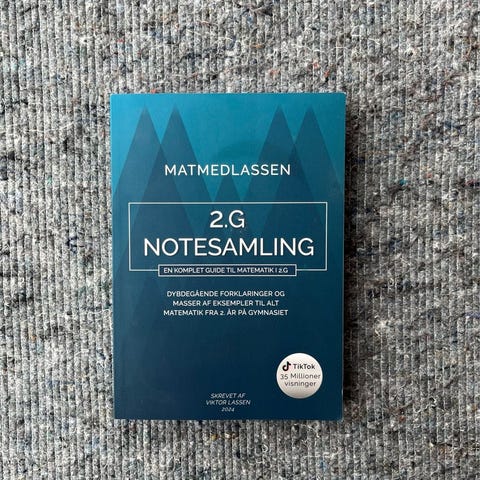 MATMEDLASSEN
2.G
NOTESAMLING
EN KOMPLET GUIDE TIL MATEMATIK I 2.G
DYBDEGÅENDE FORKLARINGER OG
MASSER AF EKSEMPLER TIL ALT
MATEMATIK FRA 2. ÅR PÅ GYMNASIET
TikTok
35 Millioner
visninger
SKREVET AF
VIKTOR LASSEN
2024